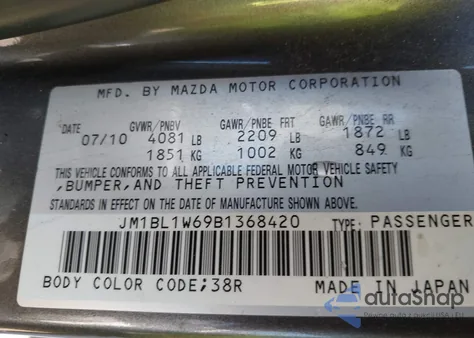 MFD. BY MAZDA MOTOR CORPORATION
DATE GVWR/PNBV GAWR/PNBE FRT GAWR/PNBE RR
07/10 4081 LB 2209 LB 1872 LB
1851 KG 1002 KG 849 KG
THIS VEHICLE CONFORMS TO ALL APPLICABLE FEDERAL MOTOR VEHICLE SAFETY
,BUMPER,AND THEFT PREVENTION
STANDARDS IN EFFECT ON THE DATE OF MANUFACTURE SHOWN ABOVE.
JM1BL1W69B1368420 TYPE: PASSENGER
BODY COLOR CODE;38R MADE IN JAPAN
autasnap